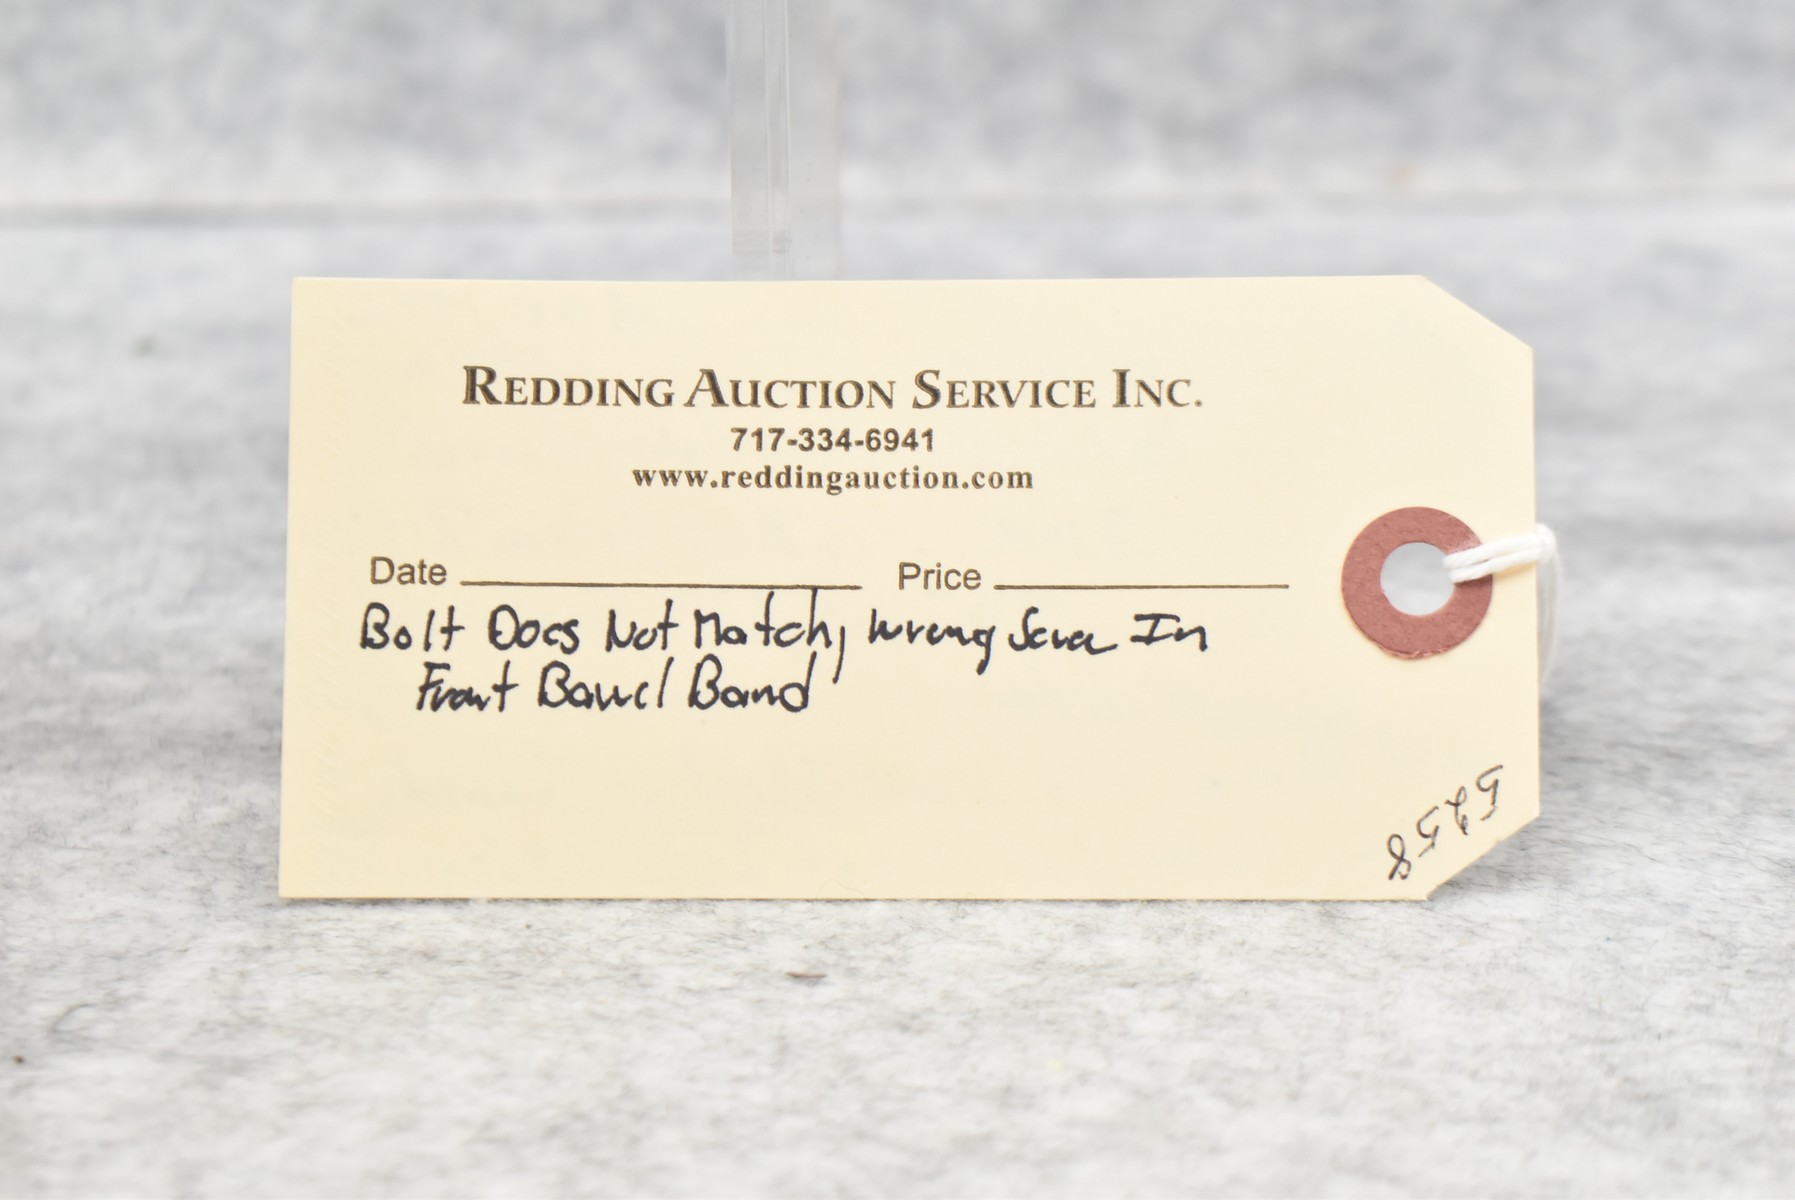 REDDING AUCTION SERVICE INC.
717-334-6941
www.reddingauction.com
Date Price
Bolt Does Not Match, Wrong Screw In
Front Barrel Band
5258